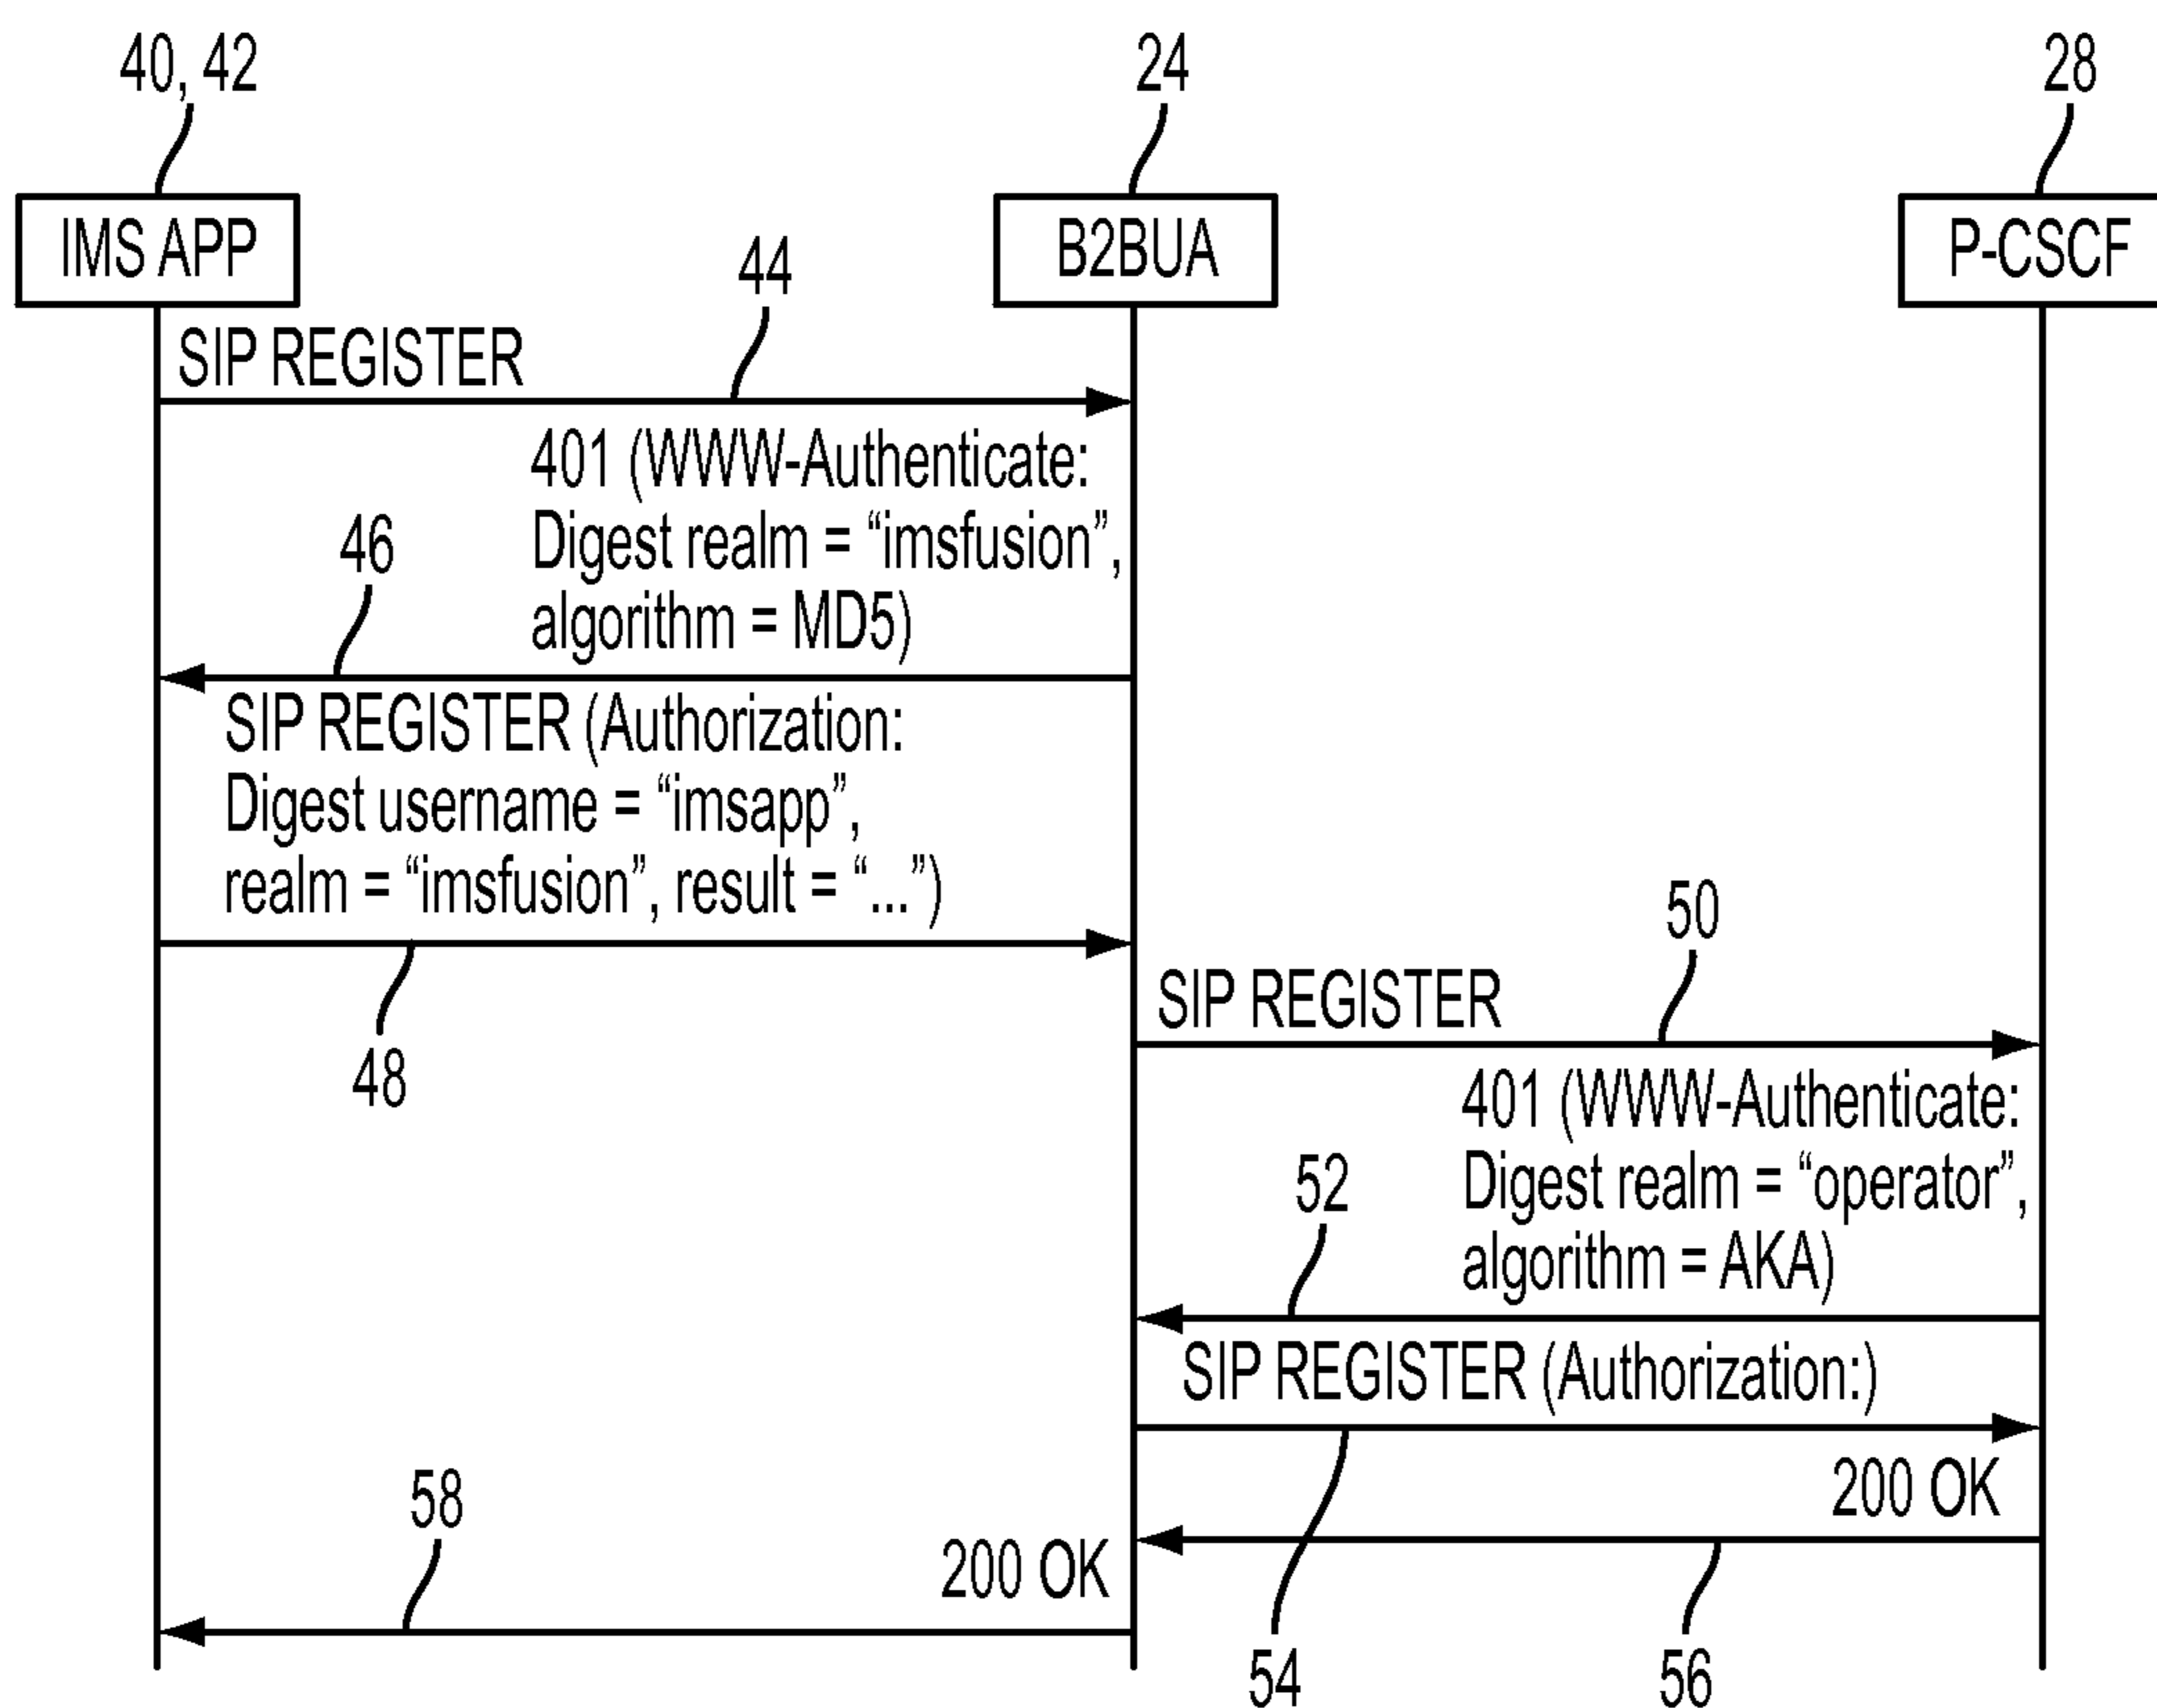 40, 42
24
28
IMS APP
B2BUA
P-CSCF
44
SIP REGISTER
401 (WWW-Authenticate:
Digest realm = “imsfusion”,
algorithm = MD5)
46
SIP REGISTER (Authorization:
Digest username = “imsapp”,
realm = “imsfusion”, result = “...”)
48
50
SIP REGISTER
401 (WWW-Authenticate:
Digest realm = “operator”,
algorithm = AKA)
52
SIP REGISTER (Authorization:)
54
200 OK
56
58
200 OK